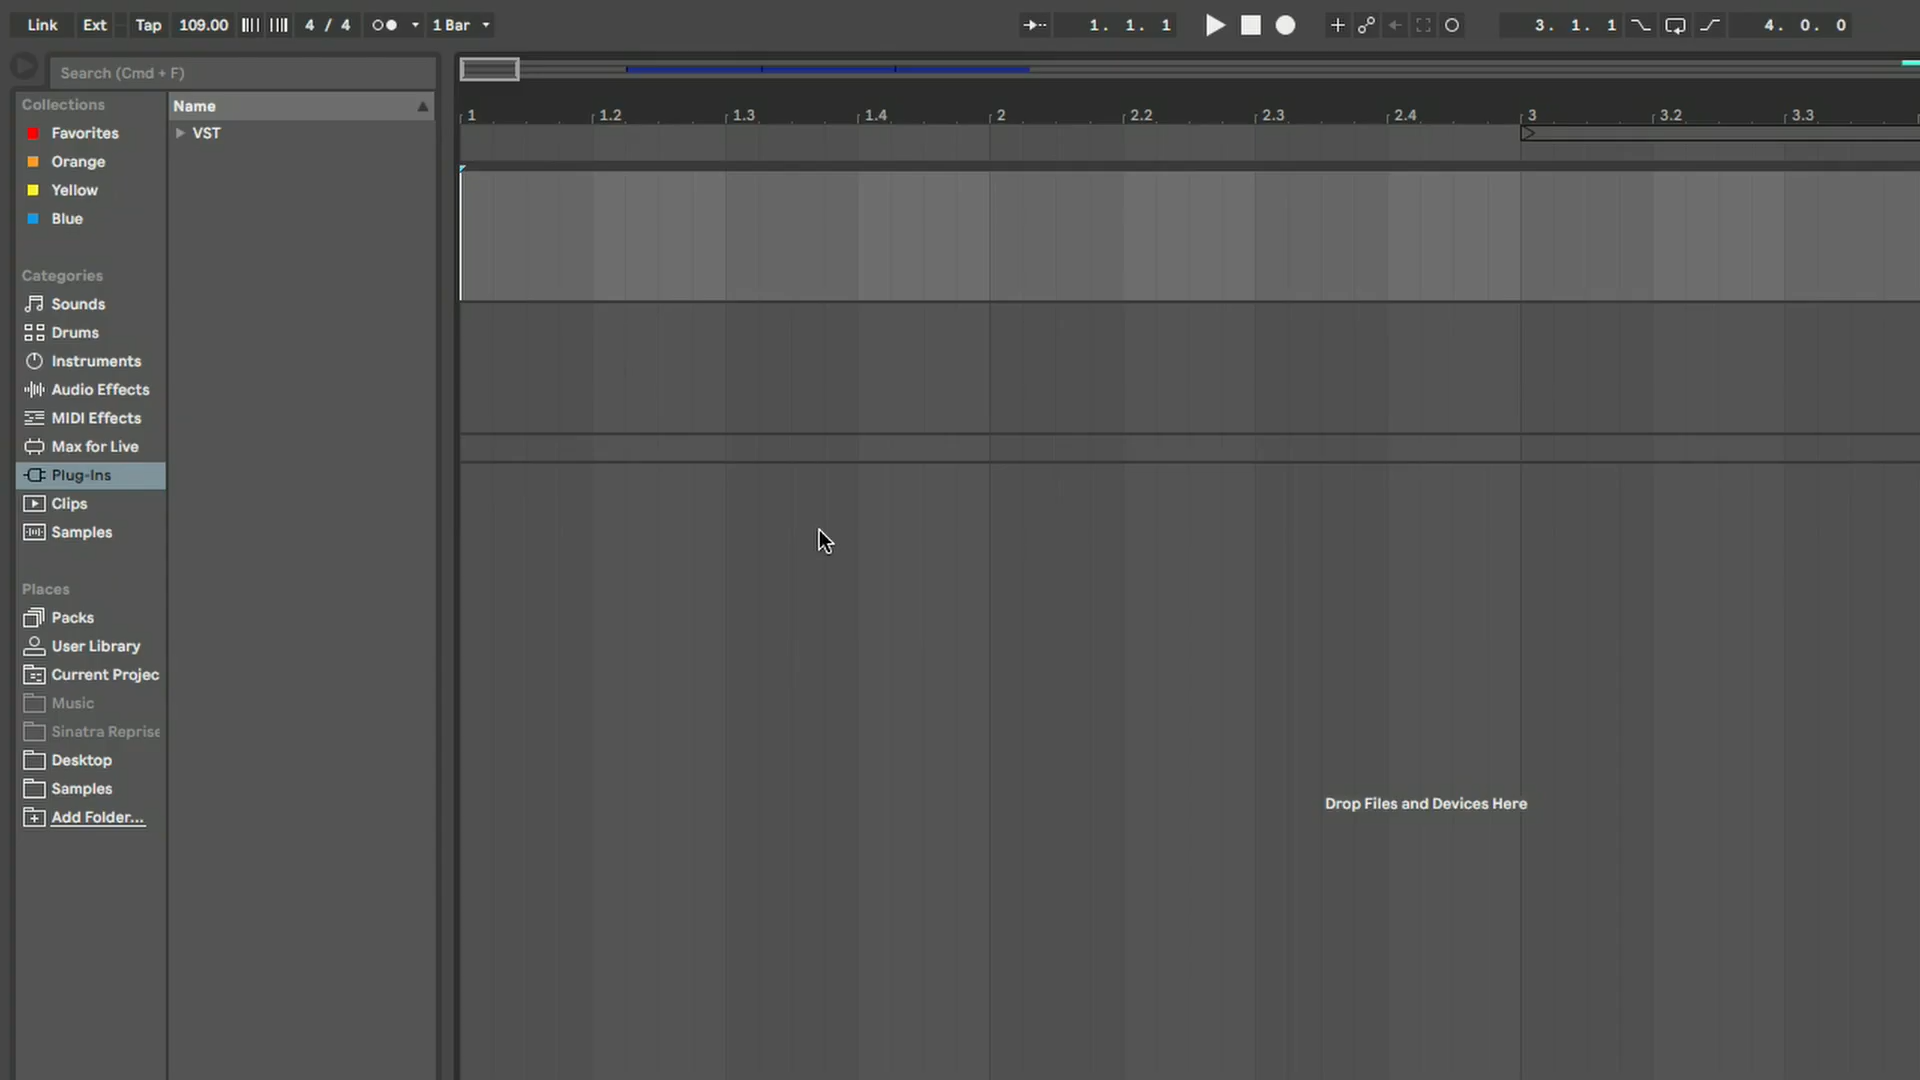 Link Ext Tap 109.00 4 / 4 1 Bar 1. 1. 1 3. 1. 1 4. 0. 0
Search (Cmd + F)
Collections
Favorites
Orange
Yellow
Blue
Categories
Sounds
Drums
Instruments
Audio Effects
MIDI Effects
Max for Live
Plug-Ins
Clips
Samples
Places
Packs
User Library
Current Projec
Music
Sinatra Reprise
Desktop
Samples
Add Folder...
Name
VST
1 1.2 1.3 1.4 2 2.2 2.3 2.4 3 3.2 3.3
Drop Files and Devices Here